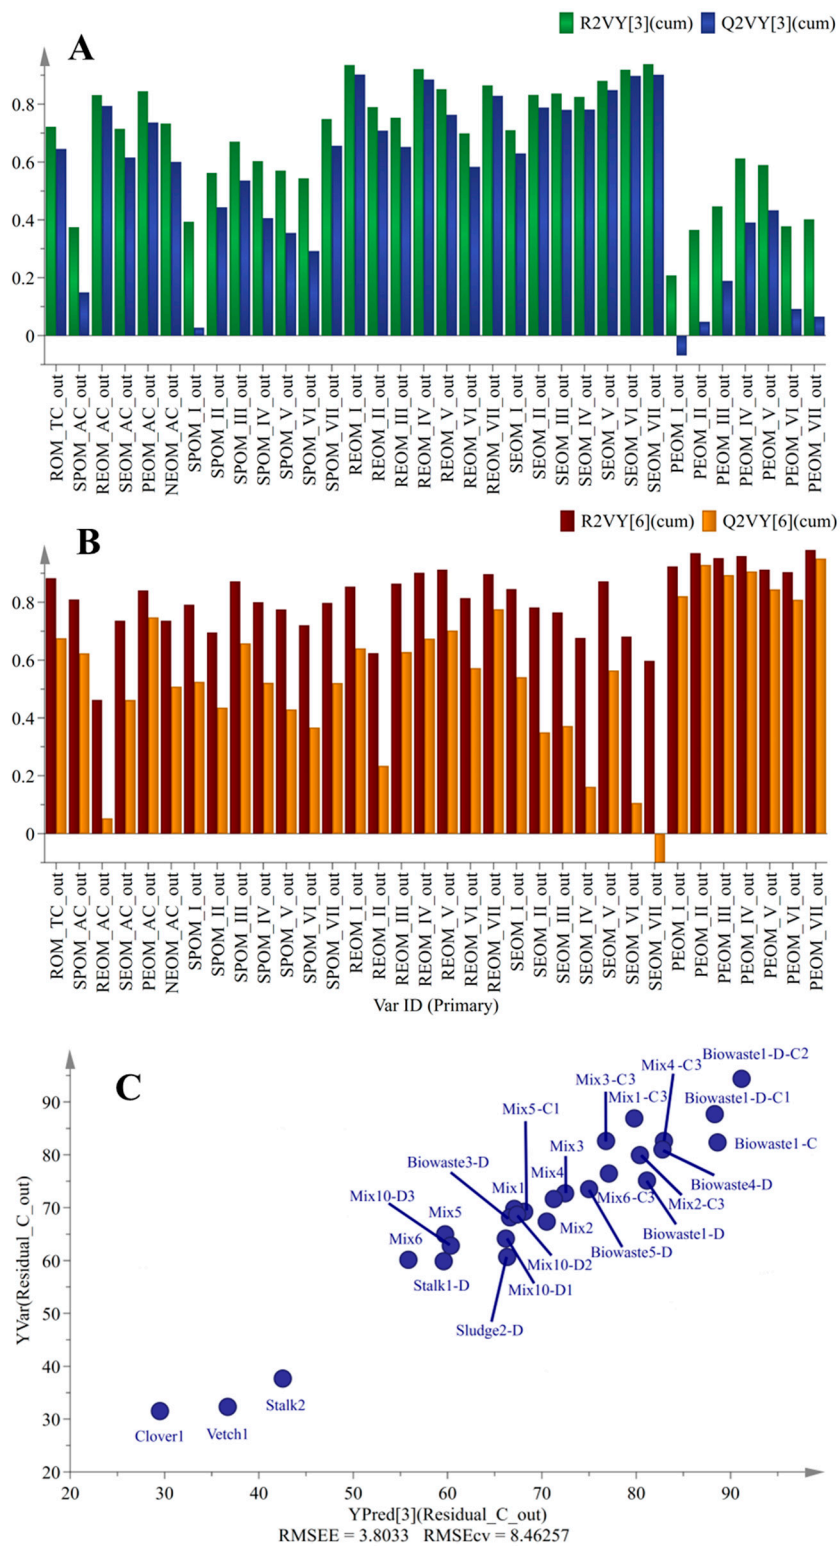 R2VY[3](cum) Q2VY[3](cum)
A
0.8
0.6
0.4
0.2
0
ROM_TC_out
SPOM_AC_out
REOM_AC_out
SEOM_AC_out
PEOM_AC_out
NEOM_AC_out
SPOM_I_out
SPOM_II_out
SPOM_III_out
SPOM_IV_out
SPOM_V_out
SPOM_VI_out
SPOM_VII_out
REOM_I_out
REOM_II_out
REOM_III_out
REOM_IV_out
REOM_V_out
REOM_VI_out
REOM_VII_out
SEOM_I_out
SEOM_II_out
SEOM_III_out
SEOM_IV_out
SEOM_V_out
SEOM_VI_out
SEOM_VII_out
PEOM_I_out
PEOM_II_out
PEOM_III_out
PEOM_IV_out
PEOM_V_out
PEOM_VI_out
PEOM_VII_out
R2VY[6](cum) Q2VY[6](cum)
B
0.8
0.6
0.4
0.2
0
ROM_TC_out
SPOM_AC_out
REOM_AC_out
SEOM_AC_out
PEOM_AC_out
NEOM_AC_out
SPOM_I_out
SPOM_II_out
SPOM_III_out
SPOM_IV_out
SPOM_V_out
SPOM_VI_out
SPOM_VII_out
REOM_I_out
REOM_II_out
REOM_III_out
REOM_IV_out
REOM_V_out
REOM_VI_out
REOM_VII_out
SEOM_I_out
SEOM_II_out
SEOM_III_out
SEOM_IV_out
SEOM_V_out
SEOM_VI_out
SEOM_VII_out
PEOM_I_out
PEOM_II_out
PEOM_III_out
PEOM_IV_out
PEOM_V_out
PEOM_VI_out
PEOM_VII_out
Var ID (Primary)
C
YVar(Residual_C_out)
90
80
70
60
50
40
30
20
Biowaste1-D-C2
Mix4-C3
Mix3-C3
Mix1-C3
Biowaste1-D-C1
Mix5-C1
Biowaste1-C
Mix3
Biowaste3-D
Mix4
Biowaste4-D
Mix1
Mix6-C3
Mix2-C3
Mix10-D3
Mix5
Mix2
Biowaste1-D
Mix6
Biowaste5-D
Mix10-D2
Stalk1-D
Mix10-D1
Sludge2-D
Stalk2
Vetch1
Clover1
20 30 40 50 60 70 80 90
YPred[3](Residual_C_out)
RMSEE = 3.8033 RMSEcv = 8.46257